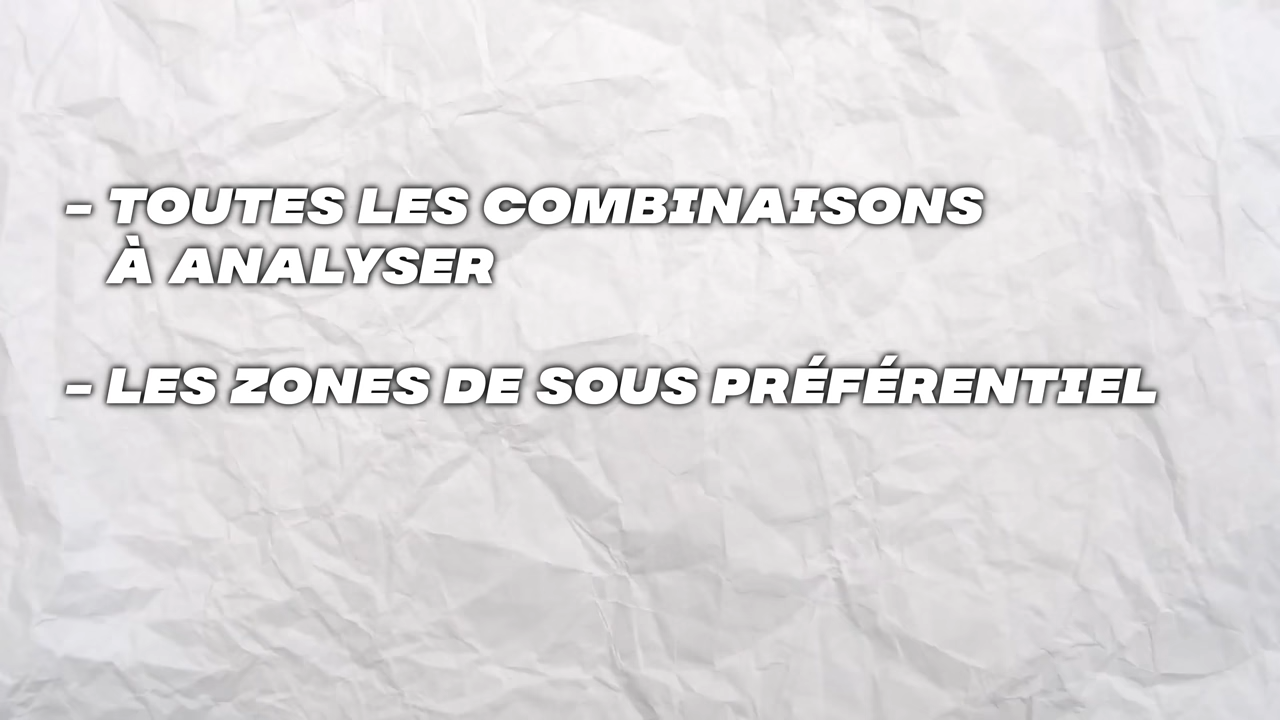 - TOUTES LES COMBINAISONS
À ANALYSER
- LES ZONES DE SOUS PRÉFÉRENTIEL